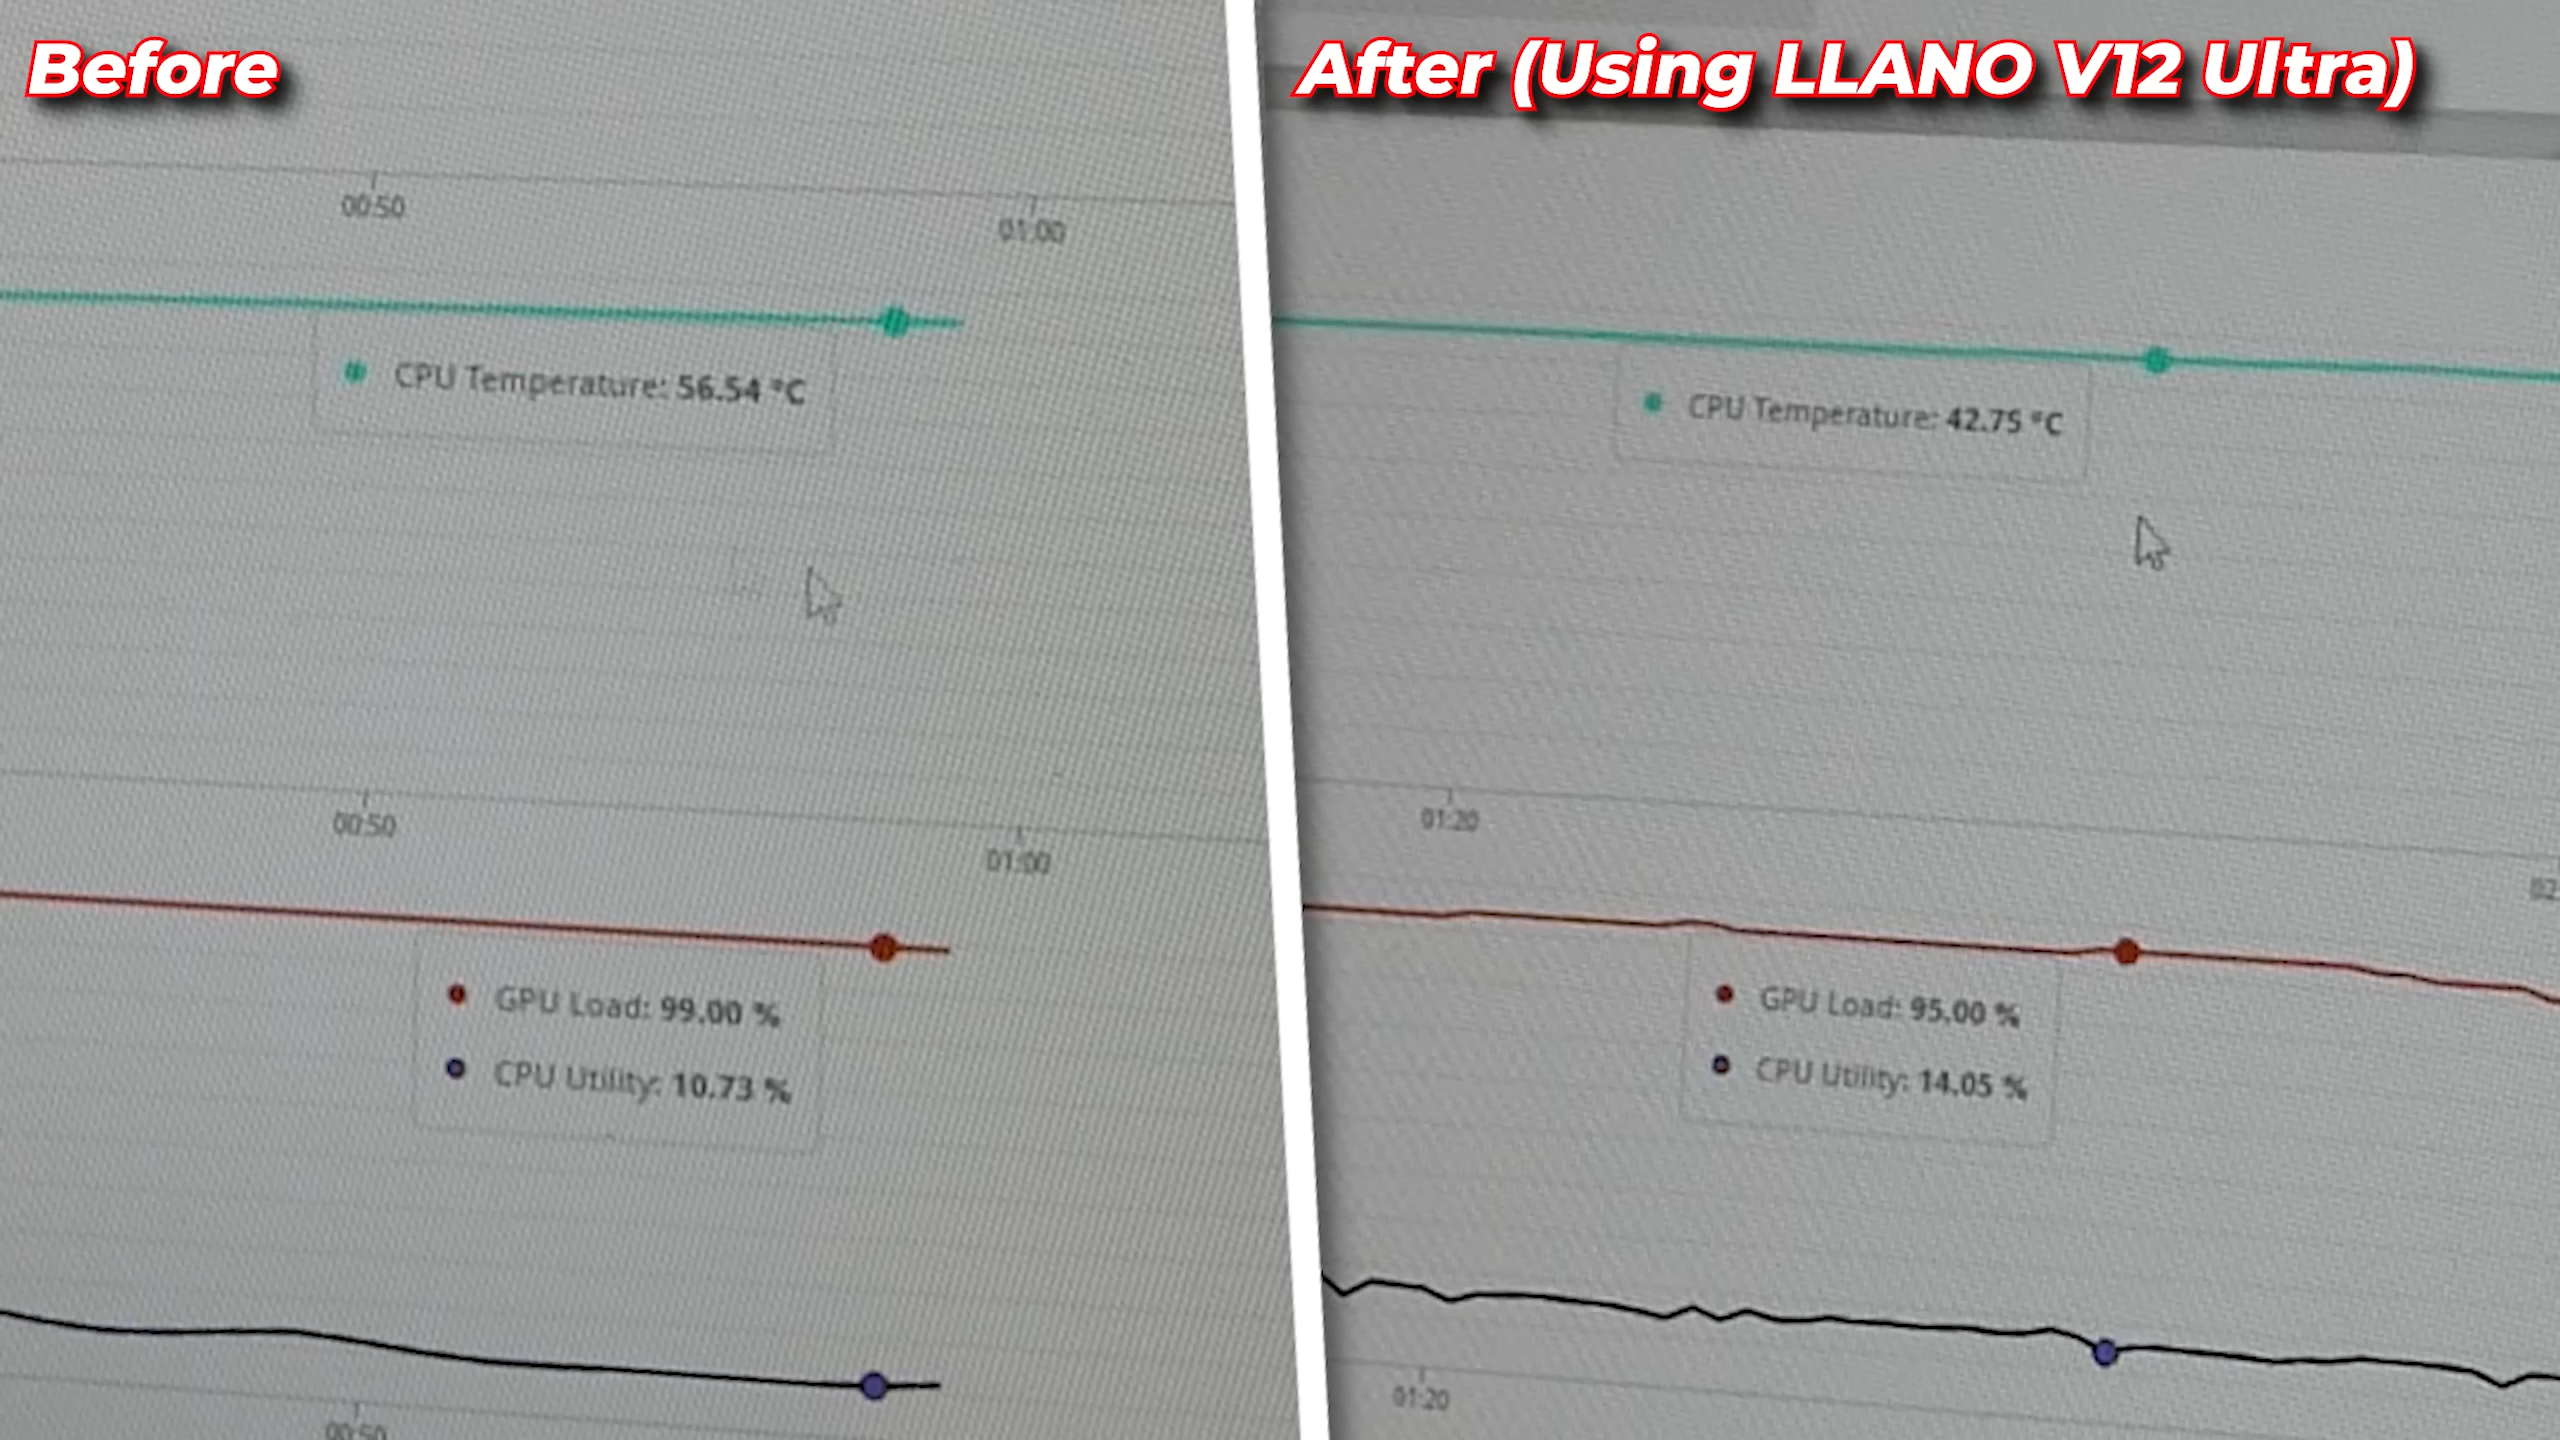 Before
00:50
01:00
CPU Temperature: 56.54 °C
00:50
01:00
GPU Load: 99.00 %
CPU Utility: 10.73 %
00:50
After (Using LLANO V12 Ultra)
CPU Temperature: 42.75 °C
01:20
GPU Load: 95.00 %
CPU Utility: 14.05 %
01:20